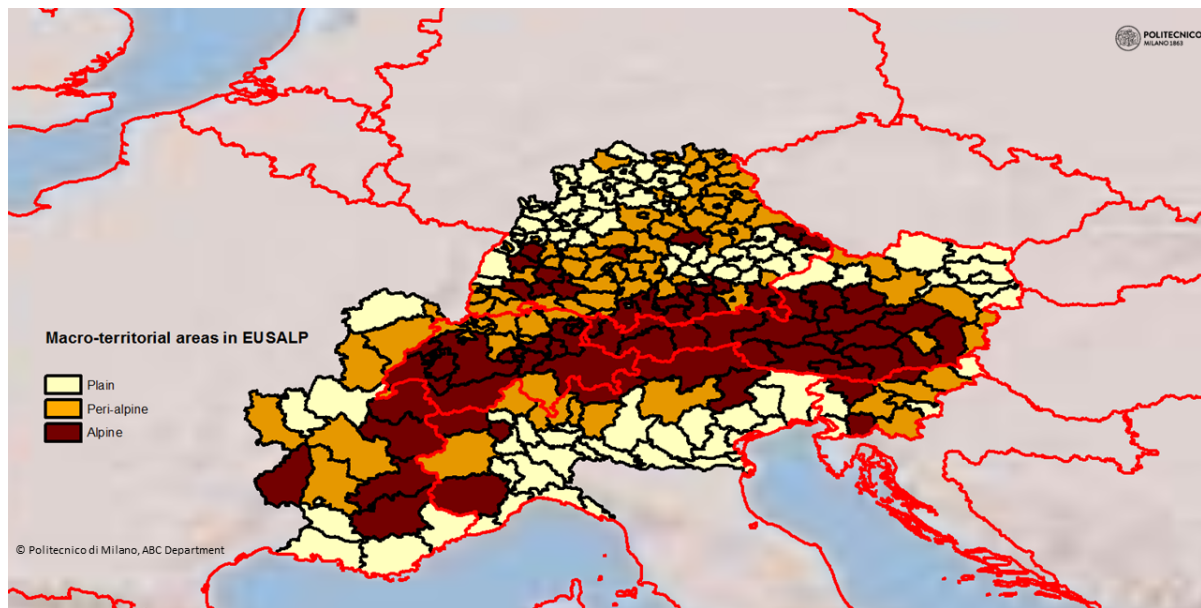 POLITECNICO
MILANO 1863
Macro-territorial areas in EUSALP
Plain
Peri-alpine
Alpine
© Politecnico di Milano, ABC Department